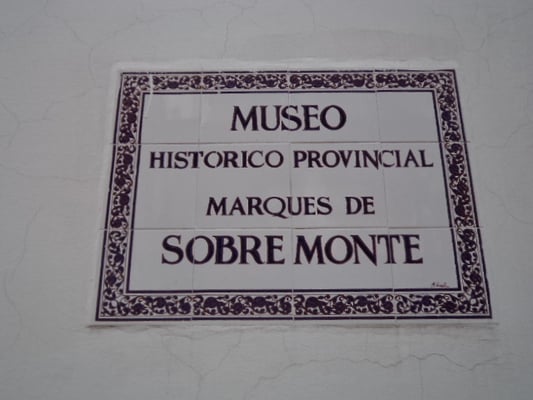 MUSEO
HISTORICO PROVINCIAL
MARQUES DE
SOBRE MONTE